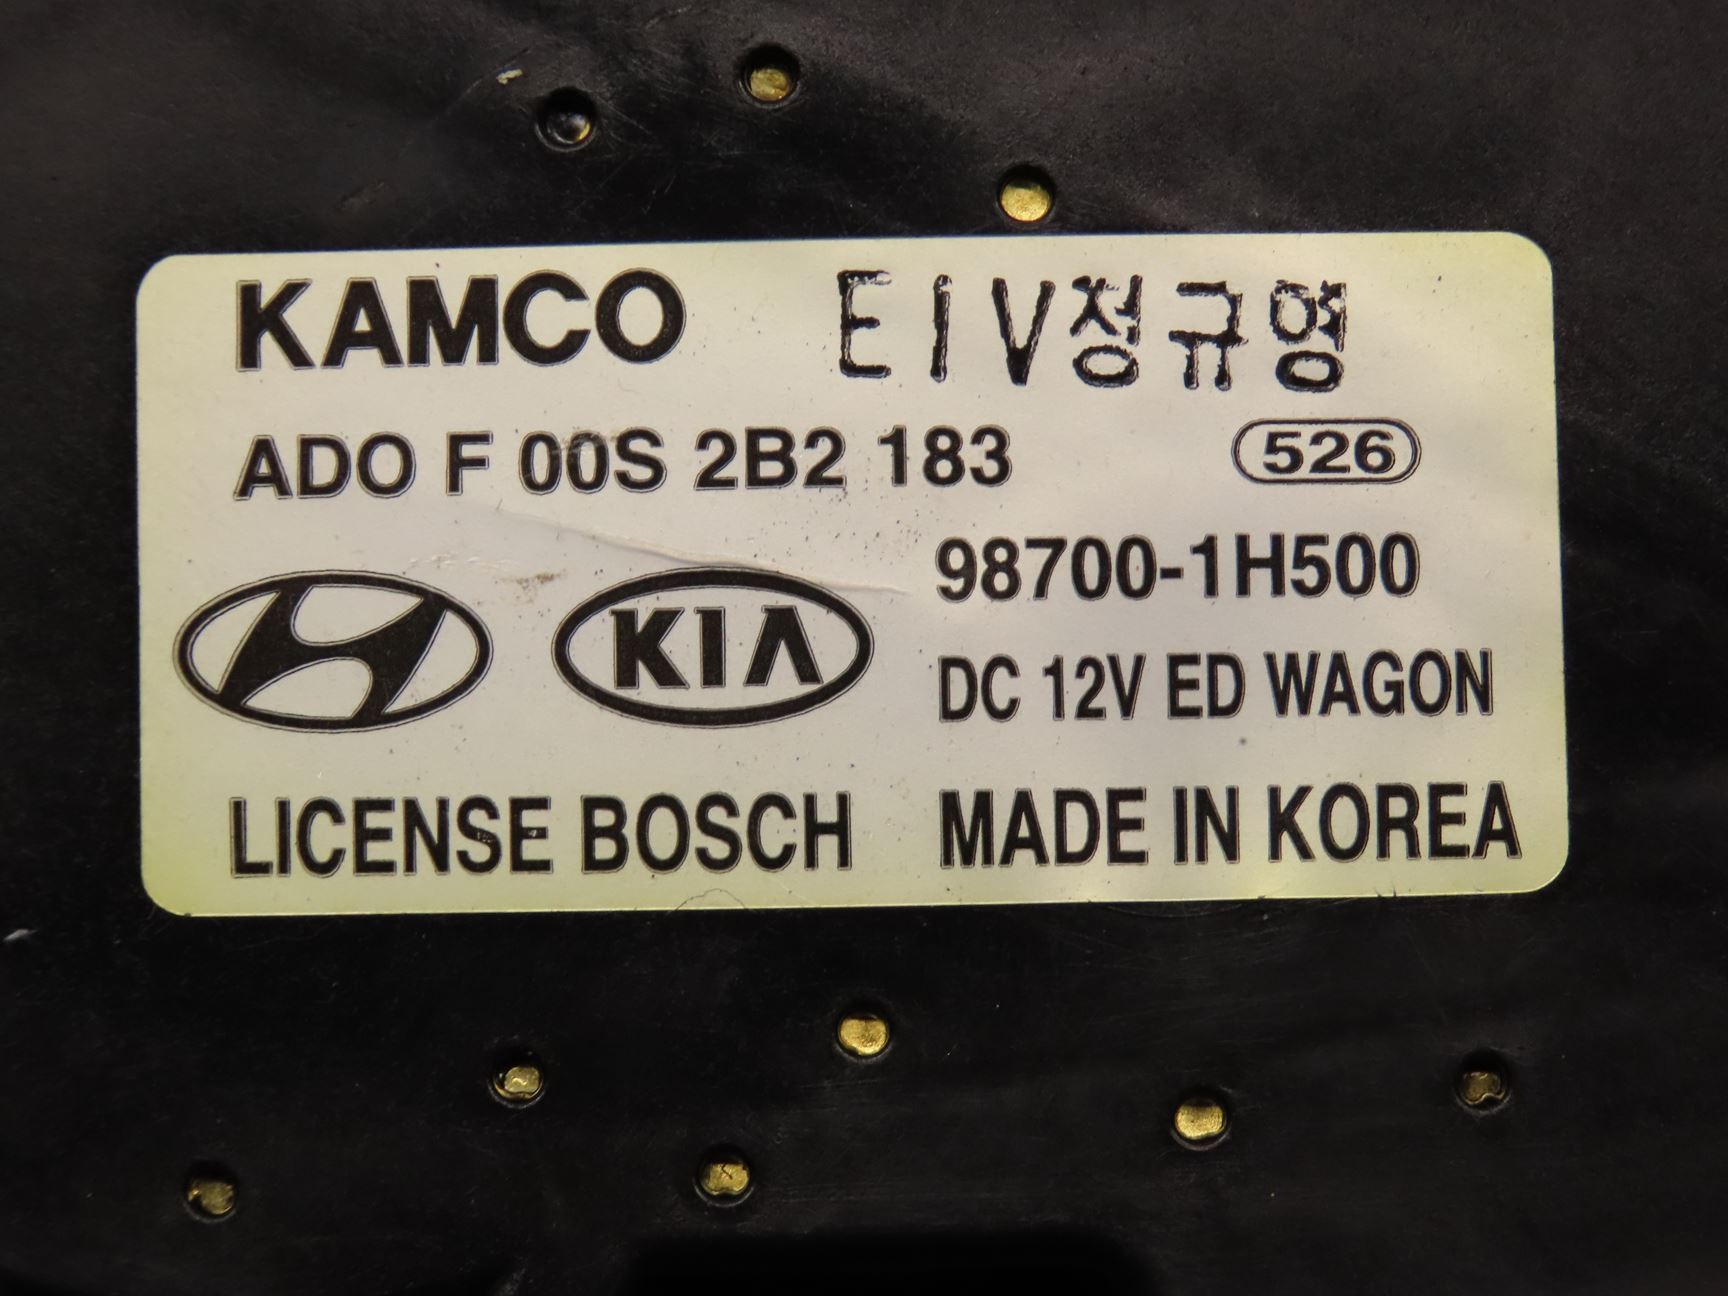 KAMCO EIV정규영
ADO F 00S 2B2 183 526
98700-1H500
KIA DC 12V ED WAGON
LICENSE BOSCH MADE IN KOREA